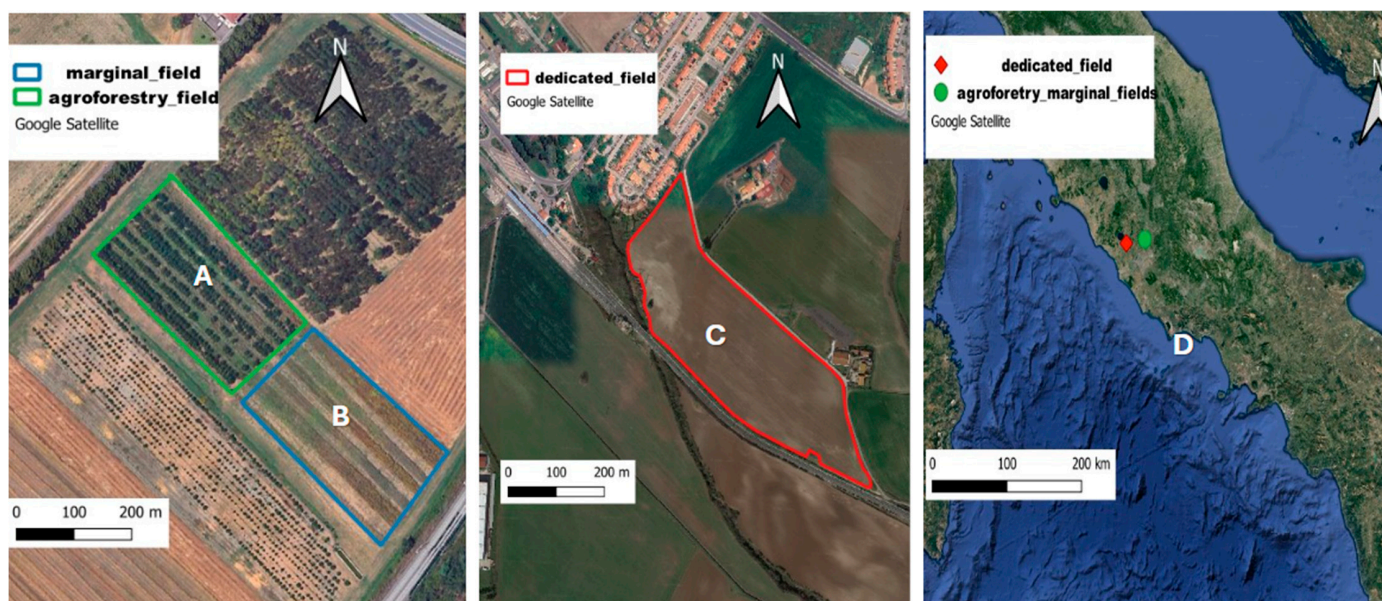 marginal_field
agroforestry_field
Google Satellite
N
A
B
0 100 200 m
dedicated_field
Google Satellite
N
C
0 100 200 m
dedicated_field
agroforetry_marginal_fields
Google Satellite
N
D
0 100 200 km